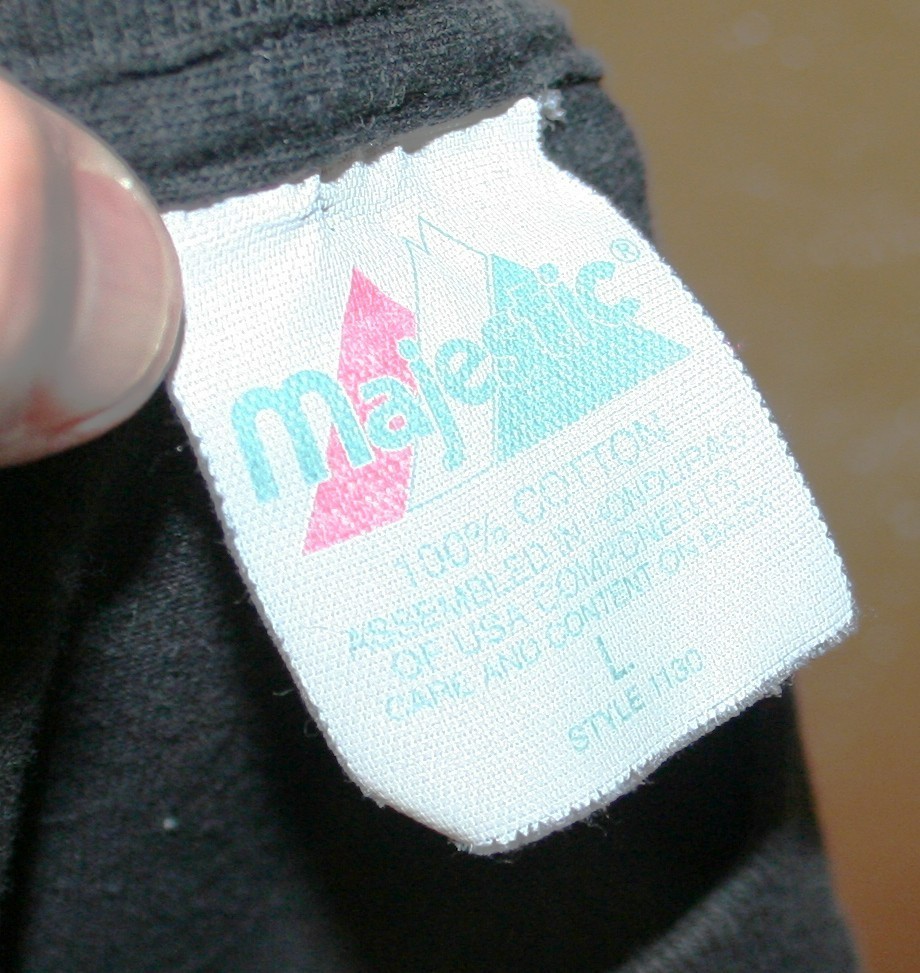 majestic®
100% COTTON
ASSEMBLED IN HONDURAS
OF USA COMPONENTS
CARE AND CONTENT ON BACK
L
STYLE 1130